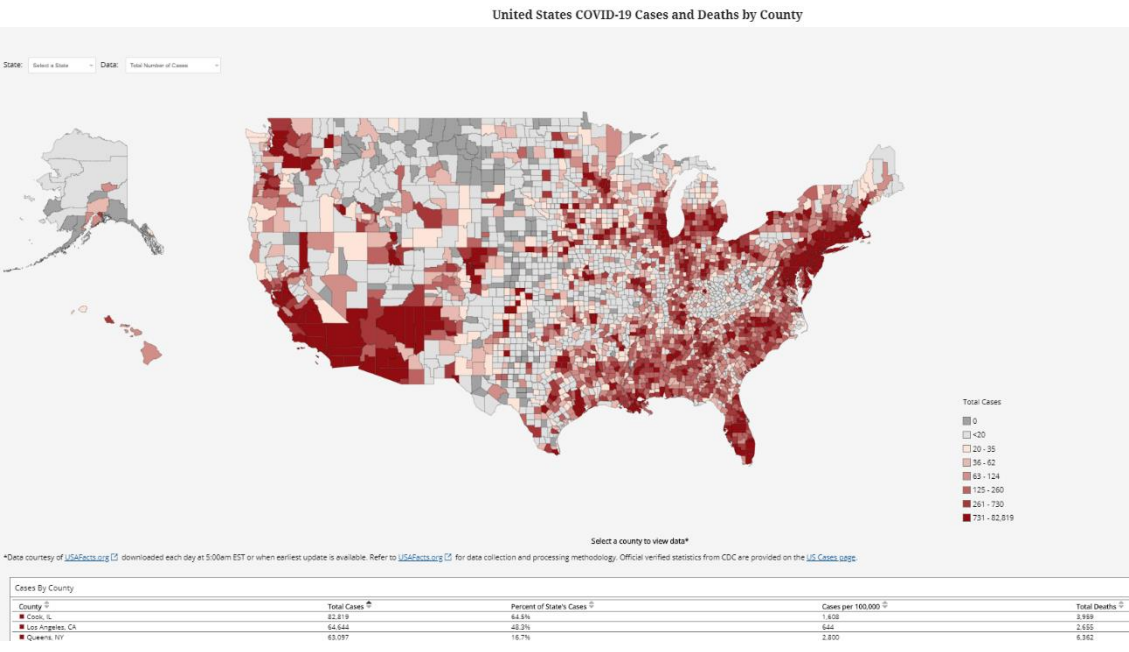 United States COVID-19 Cases and Deaths by County
State: Select a State Data: Total Number of Cases
Total Cases
0
<20
20 - 35
36 - 62
63 - 124
125 - 260
261 - 730
731 - 82,819
Select a county to view data*
*Data courtesy of USAFacts.org downloaded each day at 5:00am EST or when earliest update is available. Refer to USAFacts.org for data collection and processing methodology. Official verified statistics from CDC are provided on the US Cases page.
Cases By County
County Total Cases Percent of State's Cases Cases per 100,000 Total Deaths
Cook, IL 82,819 64.5% 1,608 3,959
Los Angeles, CA 64,644 48.3% 644 2,655
Queens, NY 63,097 16.7% 2,800 6,362